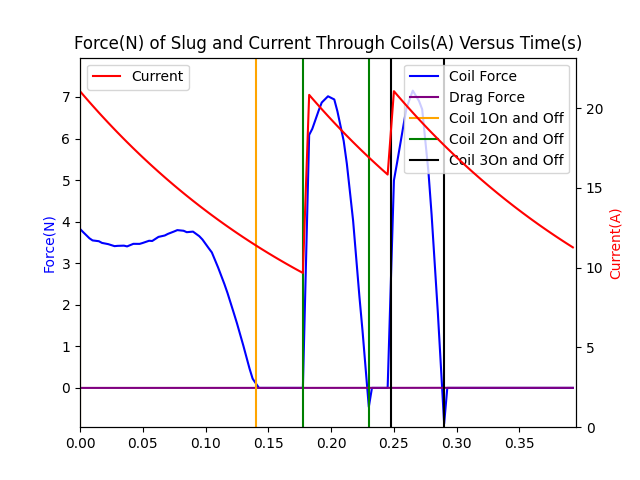 Force(N) of Slug and Current Through Coils(A) Versus Time(s)
Current
Coil Force
Drag Force
Coil 1On and Off
Coil 2On and Off
Coil 3On and Off
Force(N)
Current(A)
7
6
5
4
3
2
1
0
20
15
10
5
0
0.00 0.05 0.10 0.15 0.20 0.25 0.30 0.35